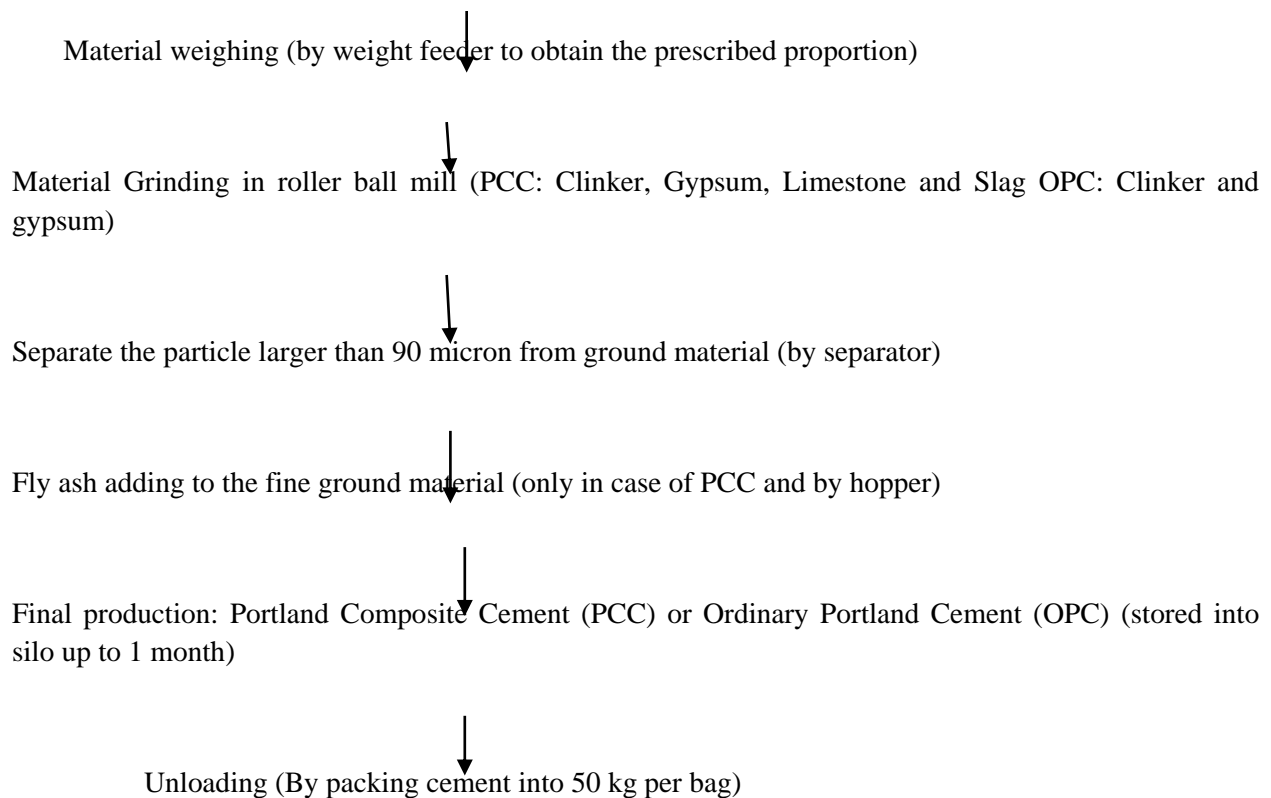 Material weighing (by weight feeder to obtain the prescribed proportion)
Material Grinding in roller ball mill (PCC: Clinker, Gypsum, Limestone and Slag OPC: Clinker and
gypsum)
Separate the particle larger than 90 micron from ground material (by separator)
Fly ash adding to the fine ground material (only in case of PCC and by hopper)
Final production: Portland Composite Cement (PCC) or Ordinary Portland Cement (OPC) (stored into
silo up to 1 month)
Unloading (By packing cement into 50 kg per bag)